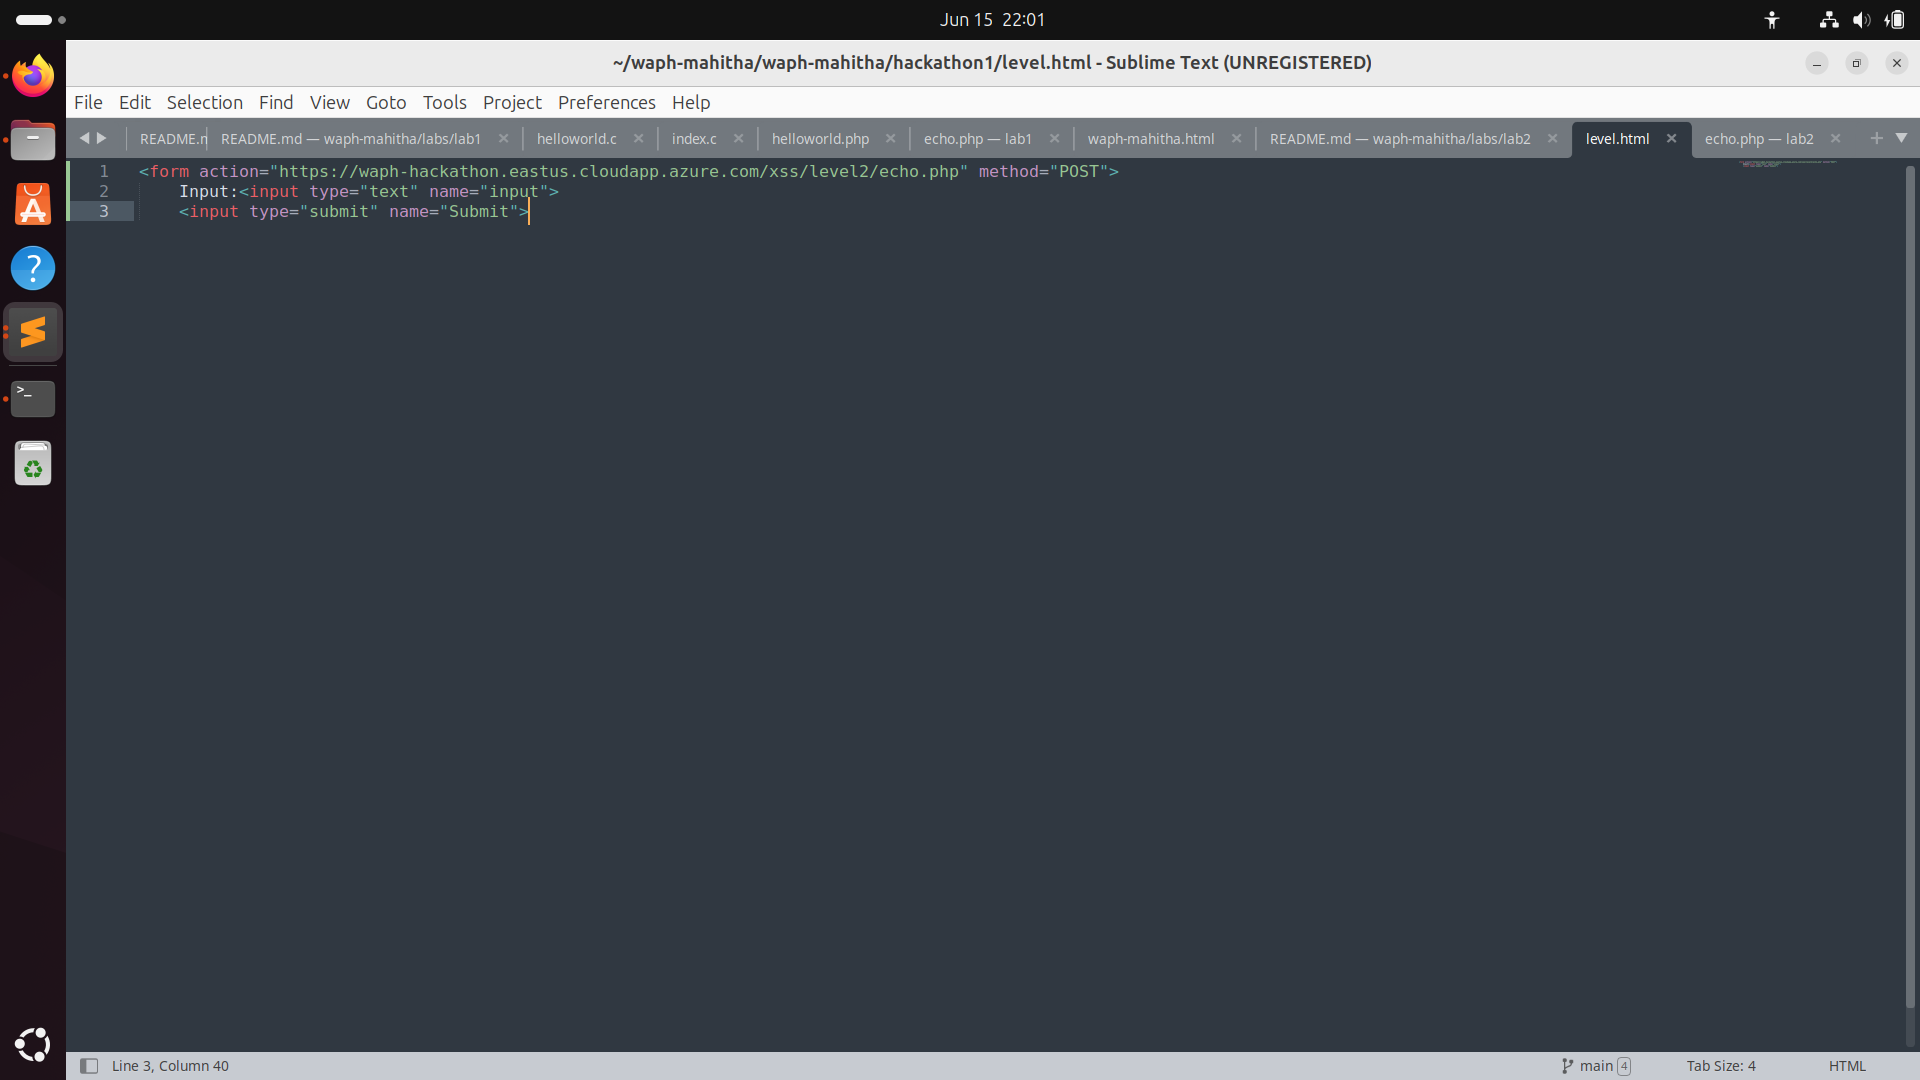 Jun 15 22:01
~/waph-mahitha/waph-mahitha/hackathon1/level.html - Sublime Text (UNREGISTERED)
File Edit Selection Find View Goto Tools Project Preferences Help
README.m README.md — waph-mahitha/labs/lab1 helloworld.c index.c helloworld.php echo.php — lab1 waph-mahitha.html README.md — waph-mahitha/labs/lab2 level.html echo.php — lab2
1 <form action="https://waph-hackathon.eastus.cloudapp.azure.com/xss/level2/echo.php" method="POST">
2 Input:<input type="text" name="input">
3 <input type="submit" name="Submit">
Line 3, Column 40 main 4 Tab Size: 4 HTML